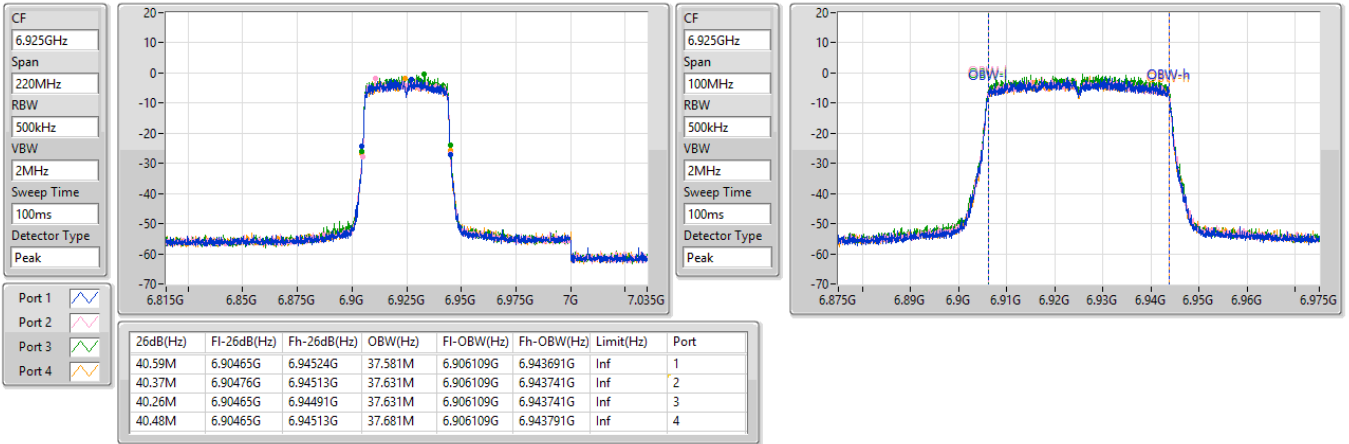 CF
6.925GHz
Span
220MHz
RBW
500kHz
VBW
2MHz
Sweep Time
100ms
Detector Type
Peak
20
10
0
-10
-20
-30
-40
-50
-60
-70
6.815G 6.85G 6.875G 6.9G 6.925G 6.95G 6.975G 7G 7.035G
CF
6.925GHz
Span
100MHz
RBW
500kHz
VBW
2MHz
Sweep Time
100ms
Detector Type
Peak
20
10
0
-10
-20
-30
-40
-50
-60
-70
OBW-l OBW-h
6.875G 6.89G 6.9G 6.91G 6.92G 6.93G 6.94G 6.95G 6.96G 6.975G
Port 1
Port 2
Port 3
Port 4
26dB(Hz) Fl-26dB(Hz) Fh-26dB(Hz) OBW(Hz) Fl-OBW(Hz) Fh-OBW(Hz) Limit(Hz) Port
40.59M 6.90465G 6.94524G 37.581M 6.906109G 6.943691G Inf 1
40.37M 6.90476G 6.94513G 37.631M 6.906109G 6.943741G Inf 2
40.26M 6.90465G 6.94491G 37.631M 6.906109G 6.943741G Inf 3
40.48M 6.90465G 6.94513G 37.681M 6.906109G 6.943791G Inf 4